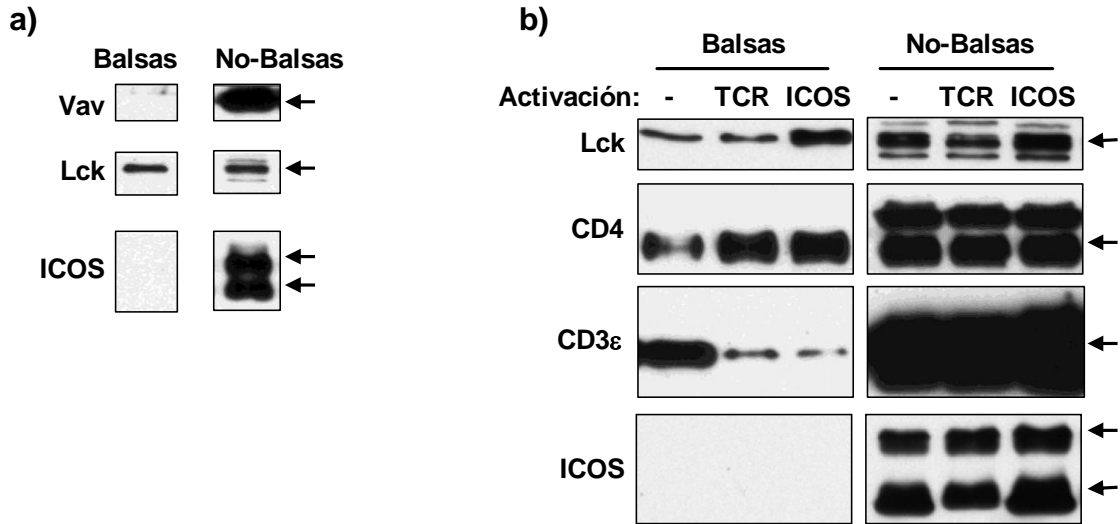 a)
Balsas No-Balsas
Vav
Lck
ICOS
b)
Balsas No-Balsas
Activación: - TCR ICOS - TCR ICOS
Lck
CD4
CD3ε
ICOS